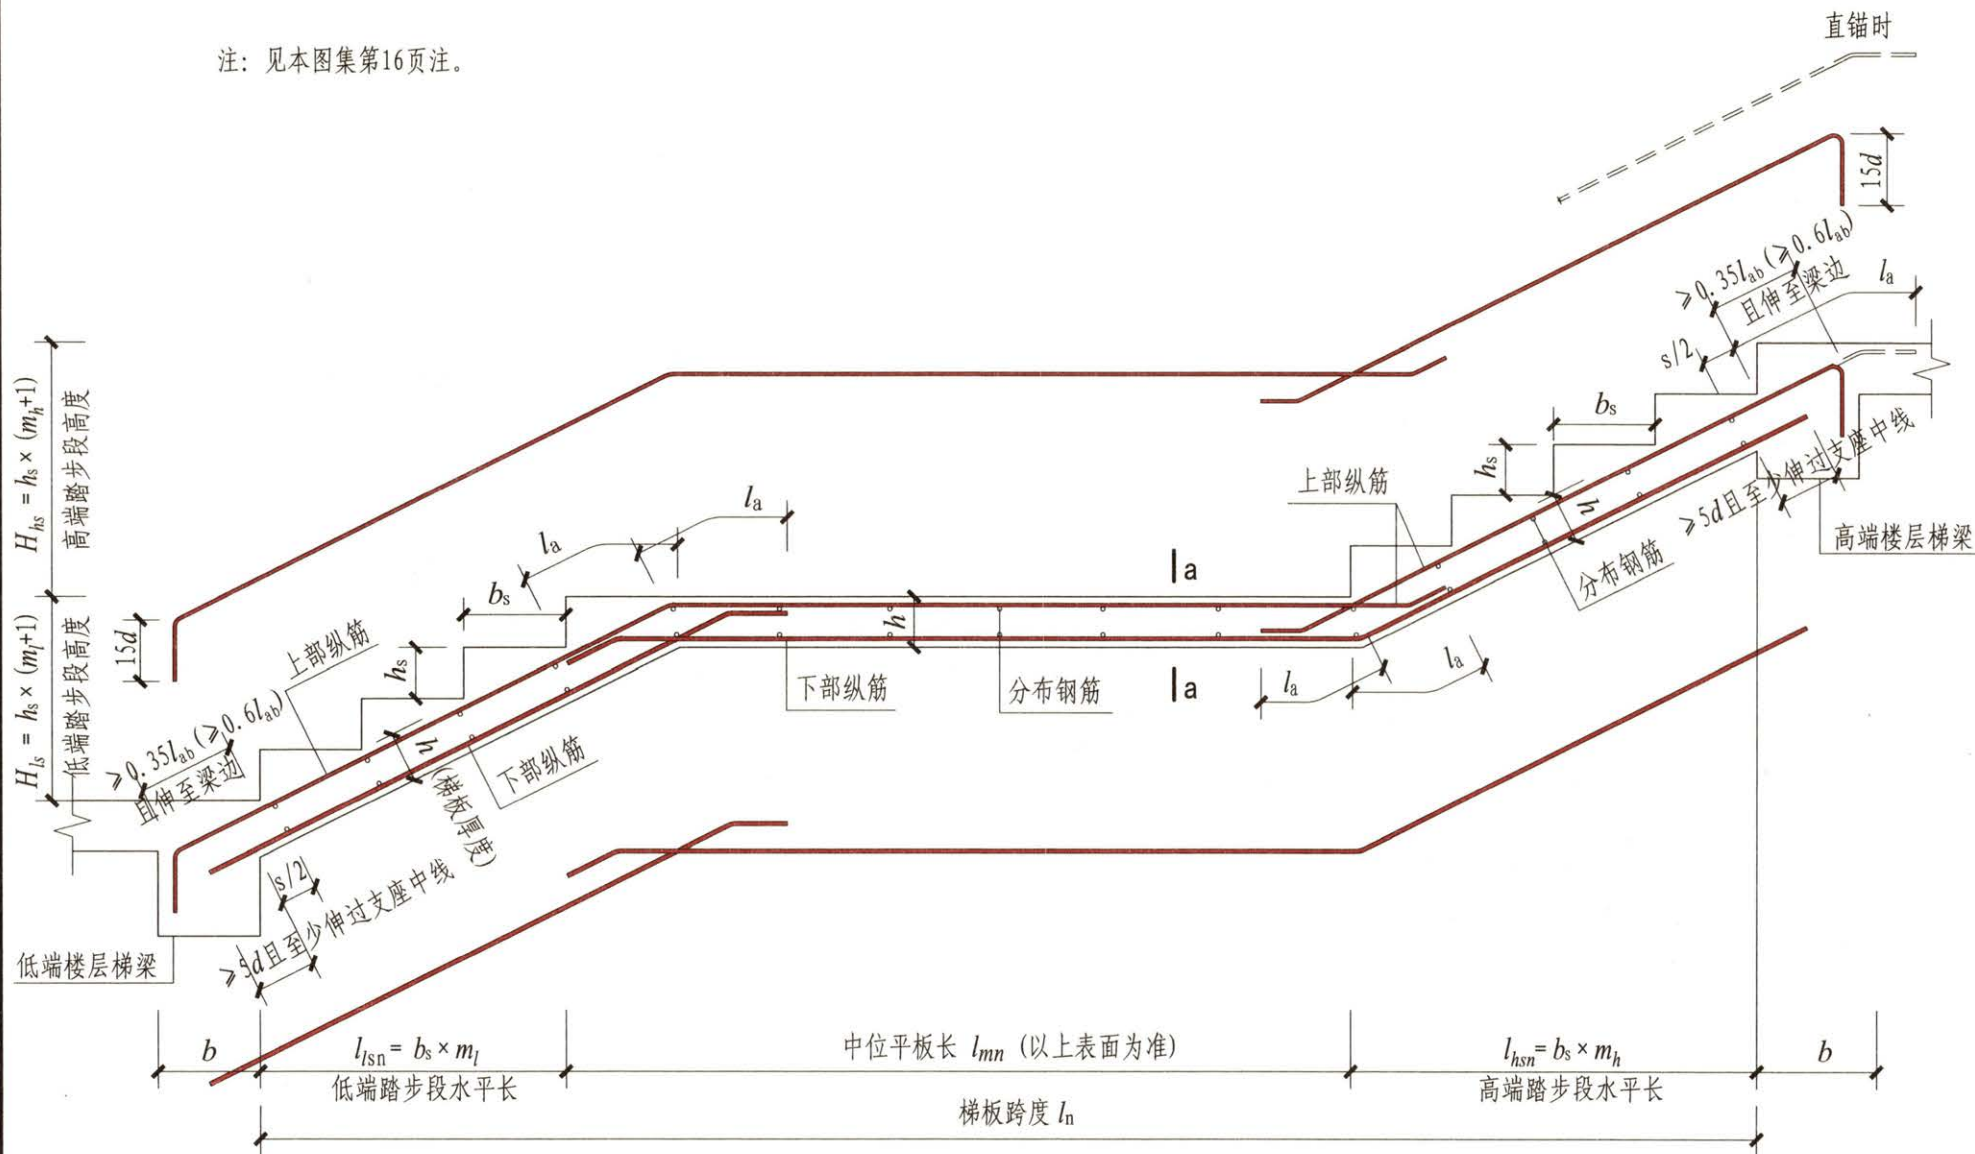 直锚时
注: 见本图集第16页注。
15d
≥0.35lab(≥0.6lab)
且伸至梁边
la
s/2
bs
hs
上部纵筋
h
≥5d且至少伸过支座中线
高端楼层梯梁
分布钢筋
Hhs = hs×(mh+1)
高端踏步段高度
la
la
bs
hs
a
h
15d
上部纵筋
Hls = hs×(ml+1)
低端踏步段高度
下部纵筋
分布钢筋
a
la
la
≥0.35lab(≥0.6lab)
且伸至梁边
h
(梯板厚度)
下部纵筋
s/2
≥5d且至少伸过支座中线
低端楼层梯梁
b
llsn= bs×ml
低端踏步段水平长
中位平板长 lmn (以上表面为准)
lhsn= bs×mh
高端踏步段水平长
b
梯板跨度 ln